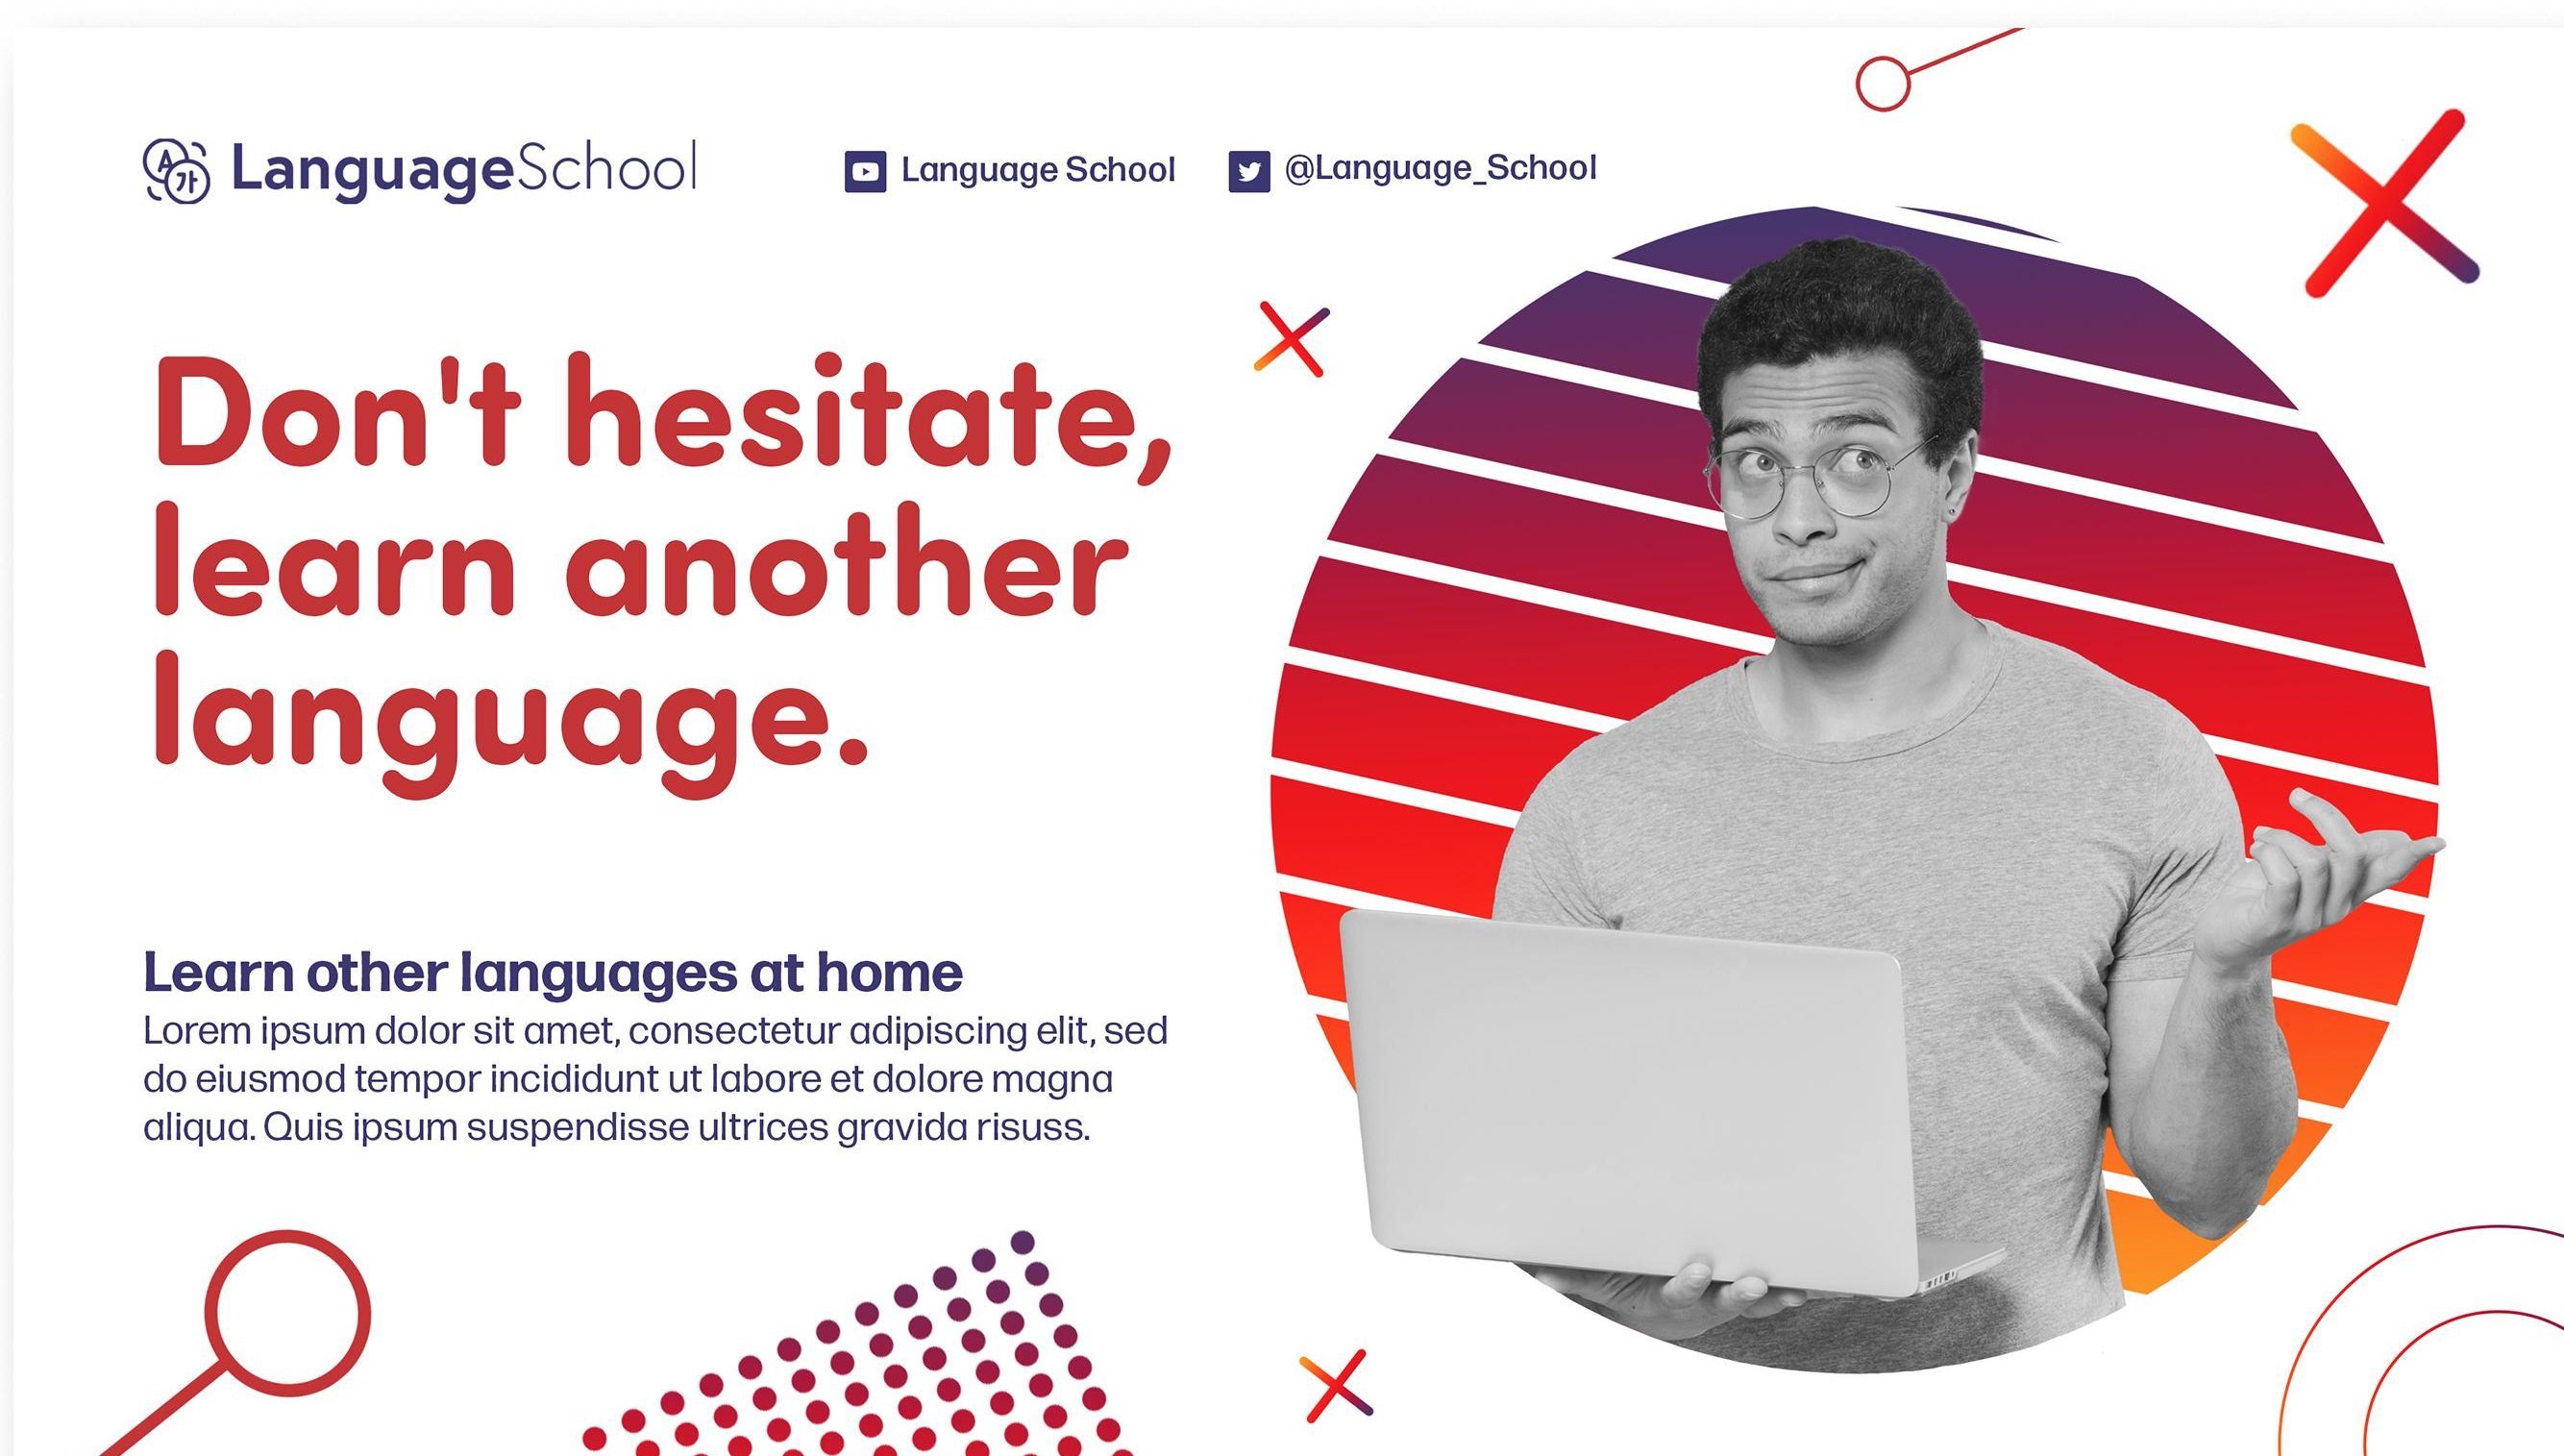 A가 LanguageSchool
Language School
@Language_School
Don't hesitate,
learn another
language.
Learn other languages at home
Lorem ipsum dolor sit amet, consectetur adipiscing elit, sed
do eiusmod tempor incididunt ut labore et dolore magna
aliqua. Quis ipsum suspendisse ultrices gravida risuss.